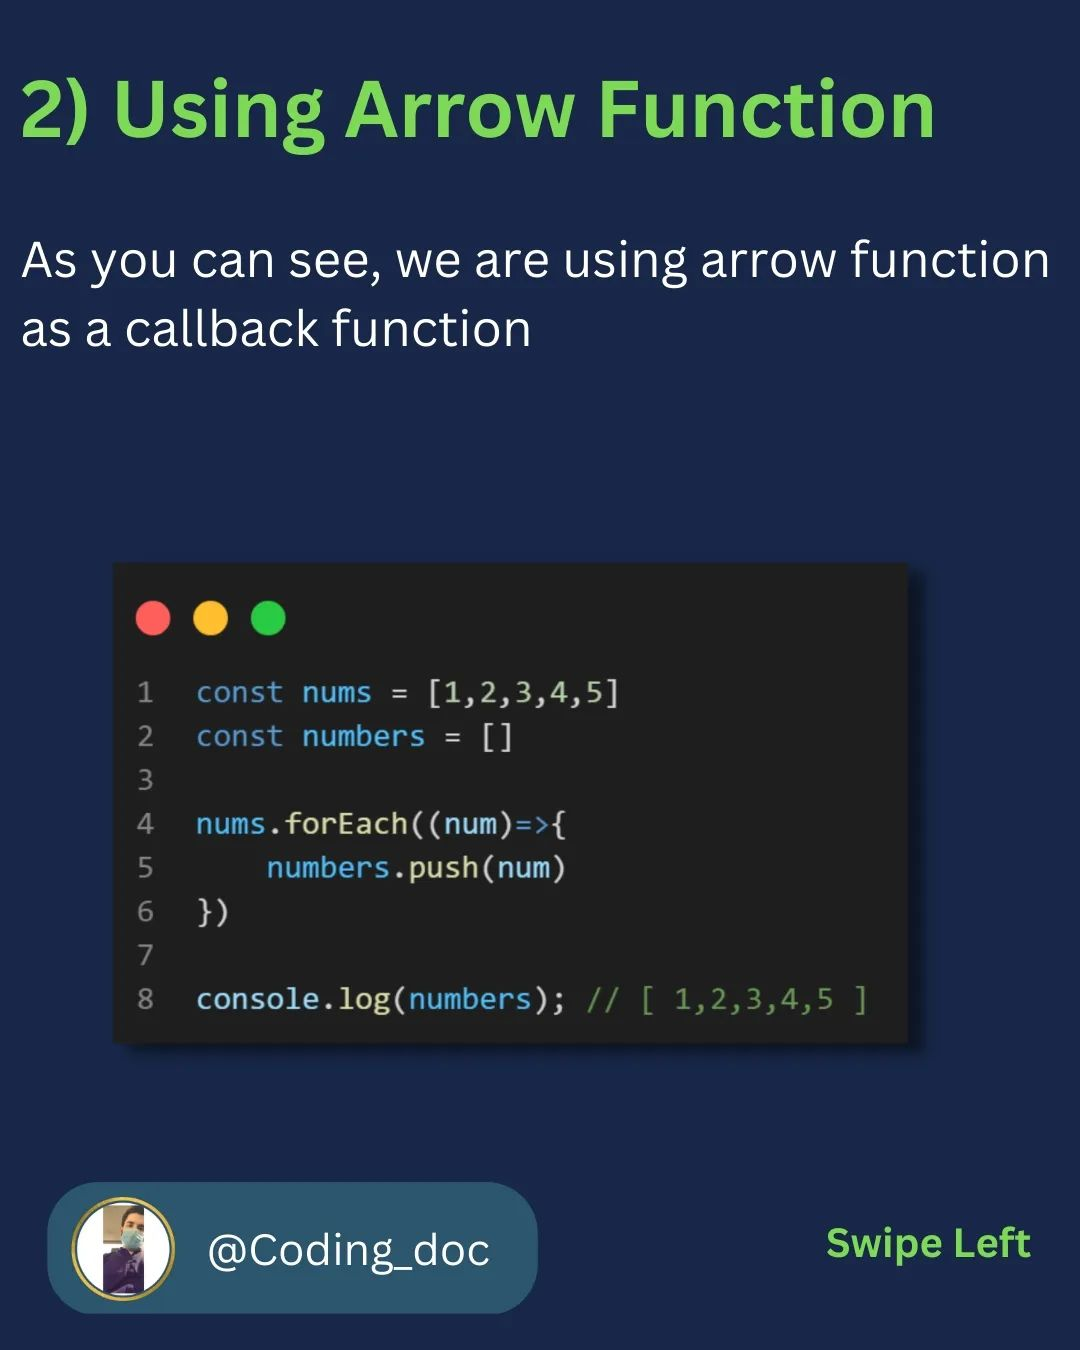 2) Using Arrow Function
As you can see, we are using arrow function
as a callback function
1 const nums = [1,2,3,4,5]
2 const numbers = []
3
4 nums.forEach((num)=>{
5     numbers.push(num)
6 })
7
8 console.log(numbers); // [ 1,2,3,4,5 ]
@Coding_doc
Swipe Left